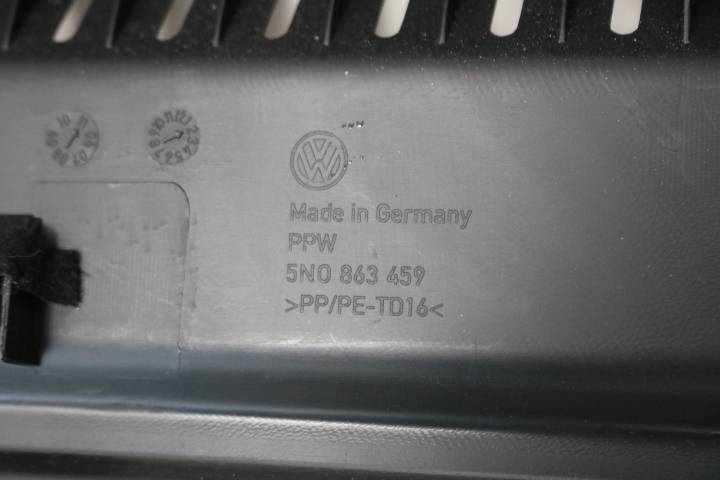 Made in Germany
PPW
5N0 863 459
>PP/PE-TD16<